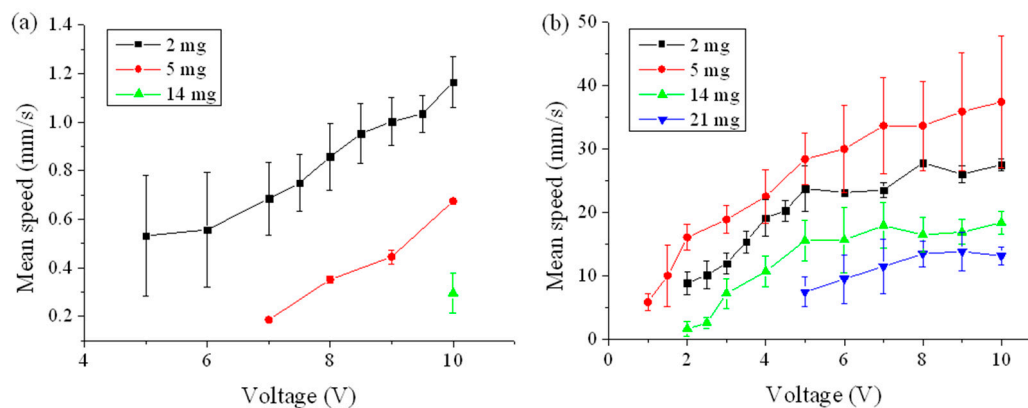 (a)
1.4
1.2
1.0
0.8
0.6
0.4
0.2
Mean speed (mm/s)
2 mg
5 mg
14 mg
4
6
8
10
Voltage (V)
(b)
50
40
30
20
10
0
Mean speed (mm/s)
2 mg
5 mg
14 mg
21 mg
0
2
4
6
8
10
Voltage (V)